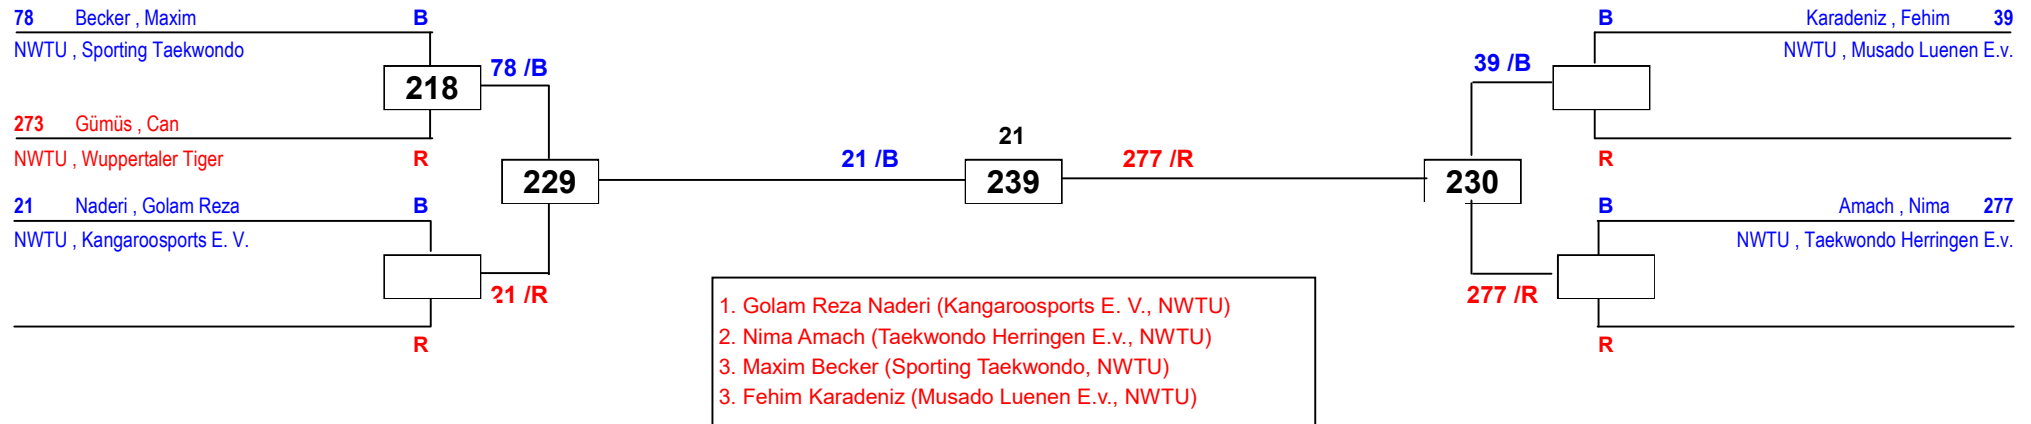 78 Becker , Maxim B
NWTU , Sporting Taekwondo
218
78 /B
273 Gümüs , Can
NWTU , Wuppertaler Tiger R
229
21 Naderi , Golam Reza B
NWTU , Kangaroosports E. V.
21 /R
R
21 /B
21
239
277 /R
B Karadeniz , Fehim 39
NWTU , Musado Luenen E.v.
39 /B
R
230
B Amach , Nima 277
NWTU , Taekwondo Herringen E.v.
277 /R
R
1. Golam Reza Naderi (Kangaroosports E. V., NWTU)
2. Nima Amach (Taekwondo Herringen E.v., NWTU)
3. Maxim Becker (Sporting Taekwondo, NWTU)
3. Fehim Karadeniz (Musado Luenen E.v., NWTU)